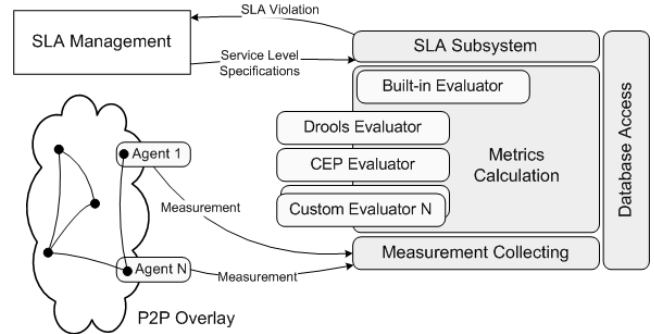 SLA Violation
SLA Management
Service Level
Specifications
SLA Subsystem
Built-in Evaluator
Drools Evaluator
CEP Evaluator
Custom Evaluator N
Metrics
Calculation
Database Access
Agent 1
Measurement
Measurement Collecting
Agent N
Measurement
P2P Overlay